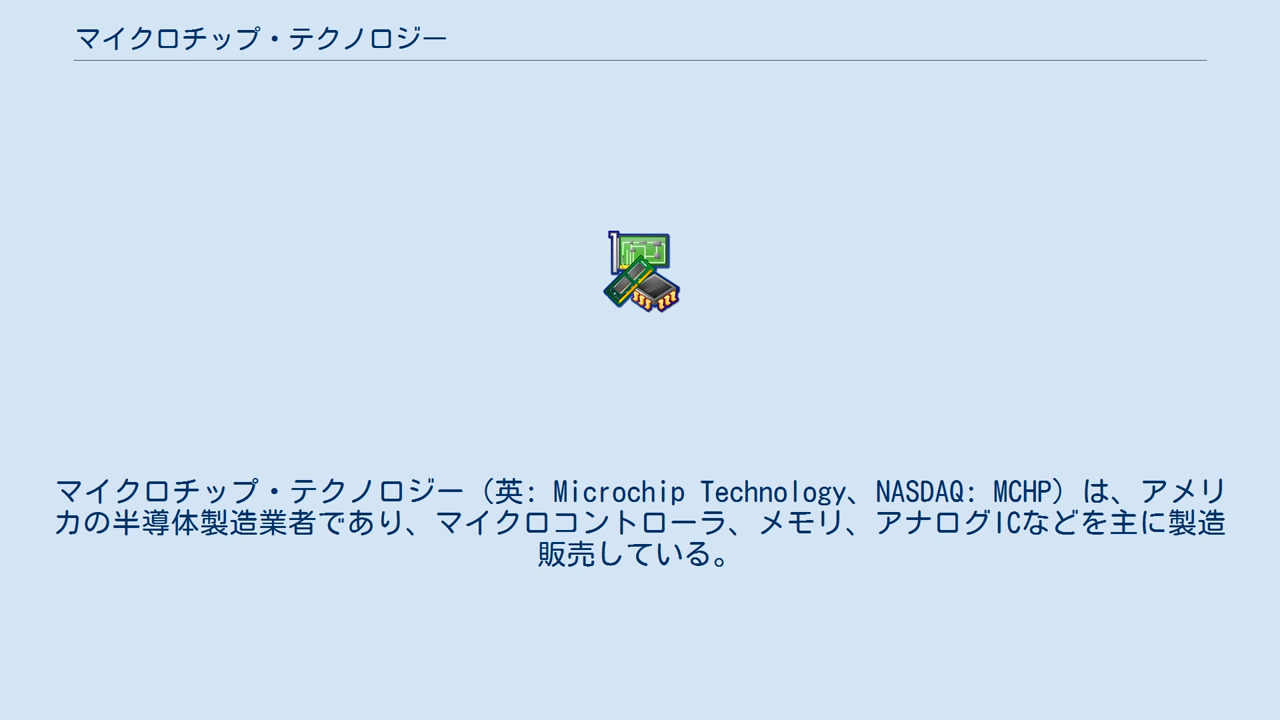 マイクロチップ・テクノロジー
マイクロチップ・テクノロジー（英: Microchip Technology、NASDAQ: MCHP）は、アメリ
カの半導体製造業者であり、マイクロコントローラ、メモリ、アナログICなどを主に製造
販売している。